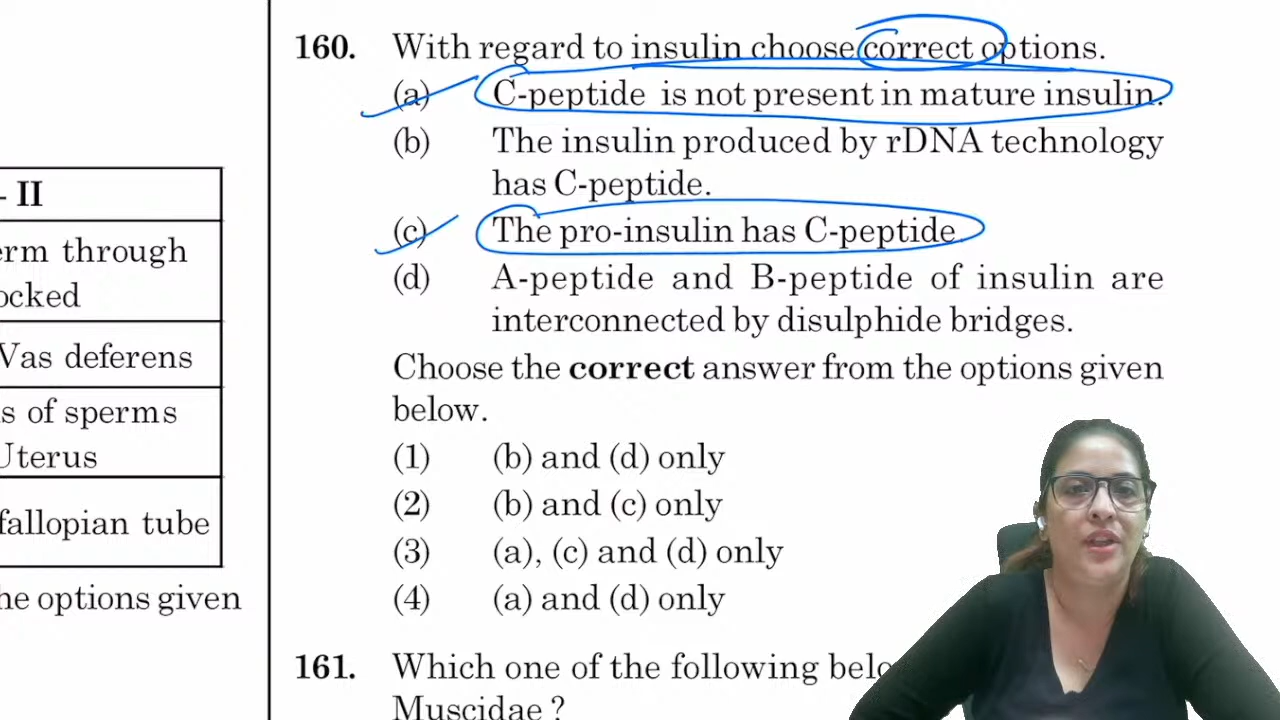 - II
erm through
ocked
Vas deferens
s of sperms
Uterus
fallopian tube
he options given
160. With regard to insulin choose correct options.
(a) C-peptide is not present in mature insulin.
(b) The insulin produced by rDNA technology
has C-peptide.
(c) The pro-insulin has C-peptide.
(d) A-peptide and B-peptide of insulin are
interconnected by disulphide bridges.
Choose the correct answer from the options given
below.
(1) (b) and (d) only
(2) (b) and (c) only
(3) (a), (c) and (d) only
(4) (a) and (d) only
161. Which one of the following belo
Muscidae ?